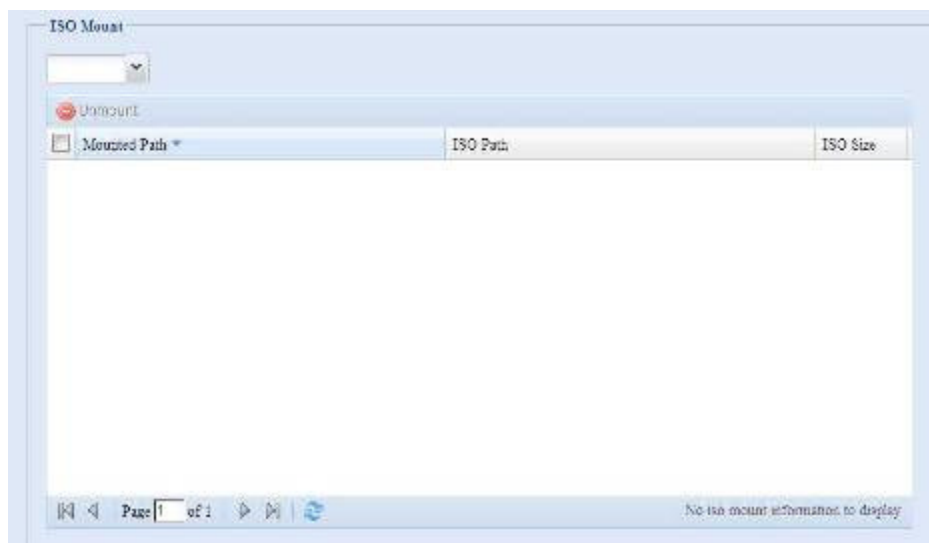 ISO Mount
Unmount
Mounted Path ISO Path ISO Size
Page 1 of 1 No iso mount information to display